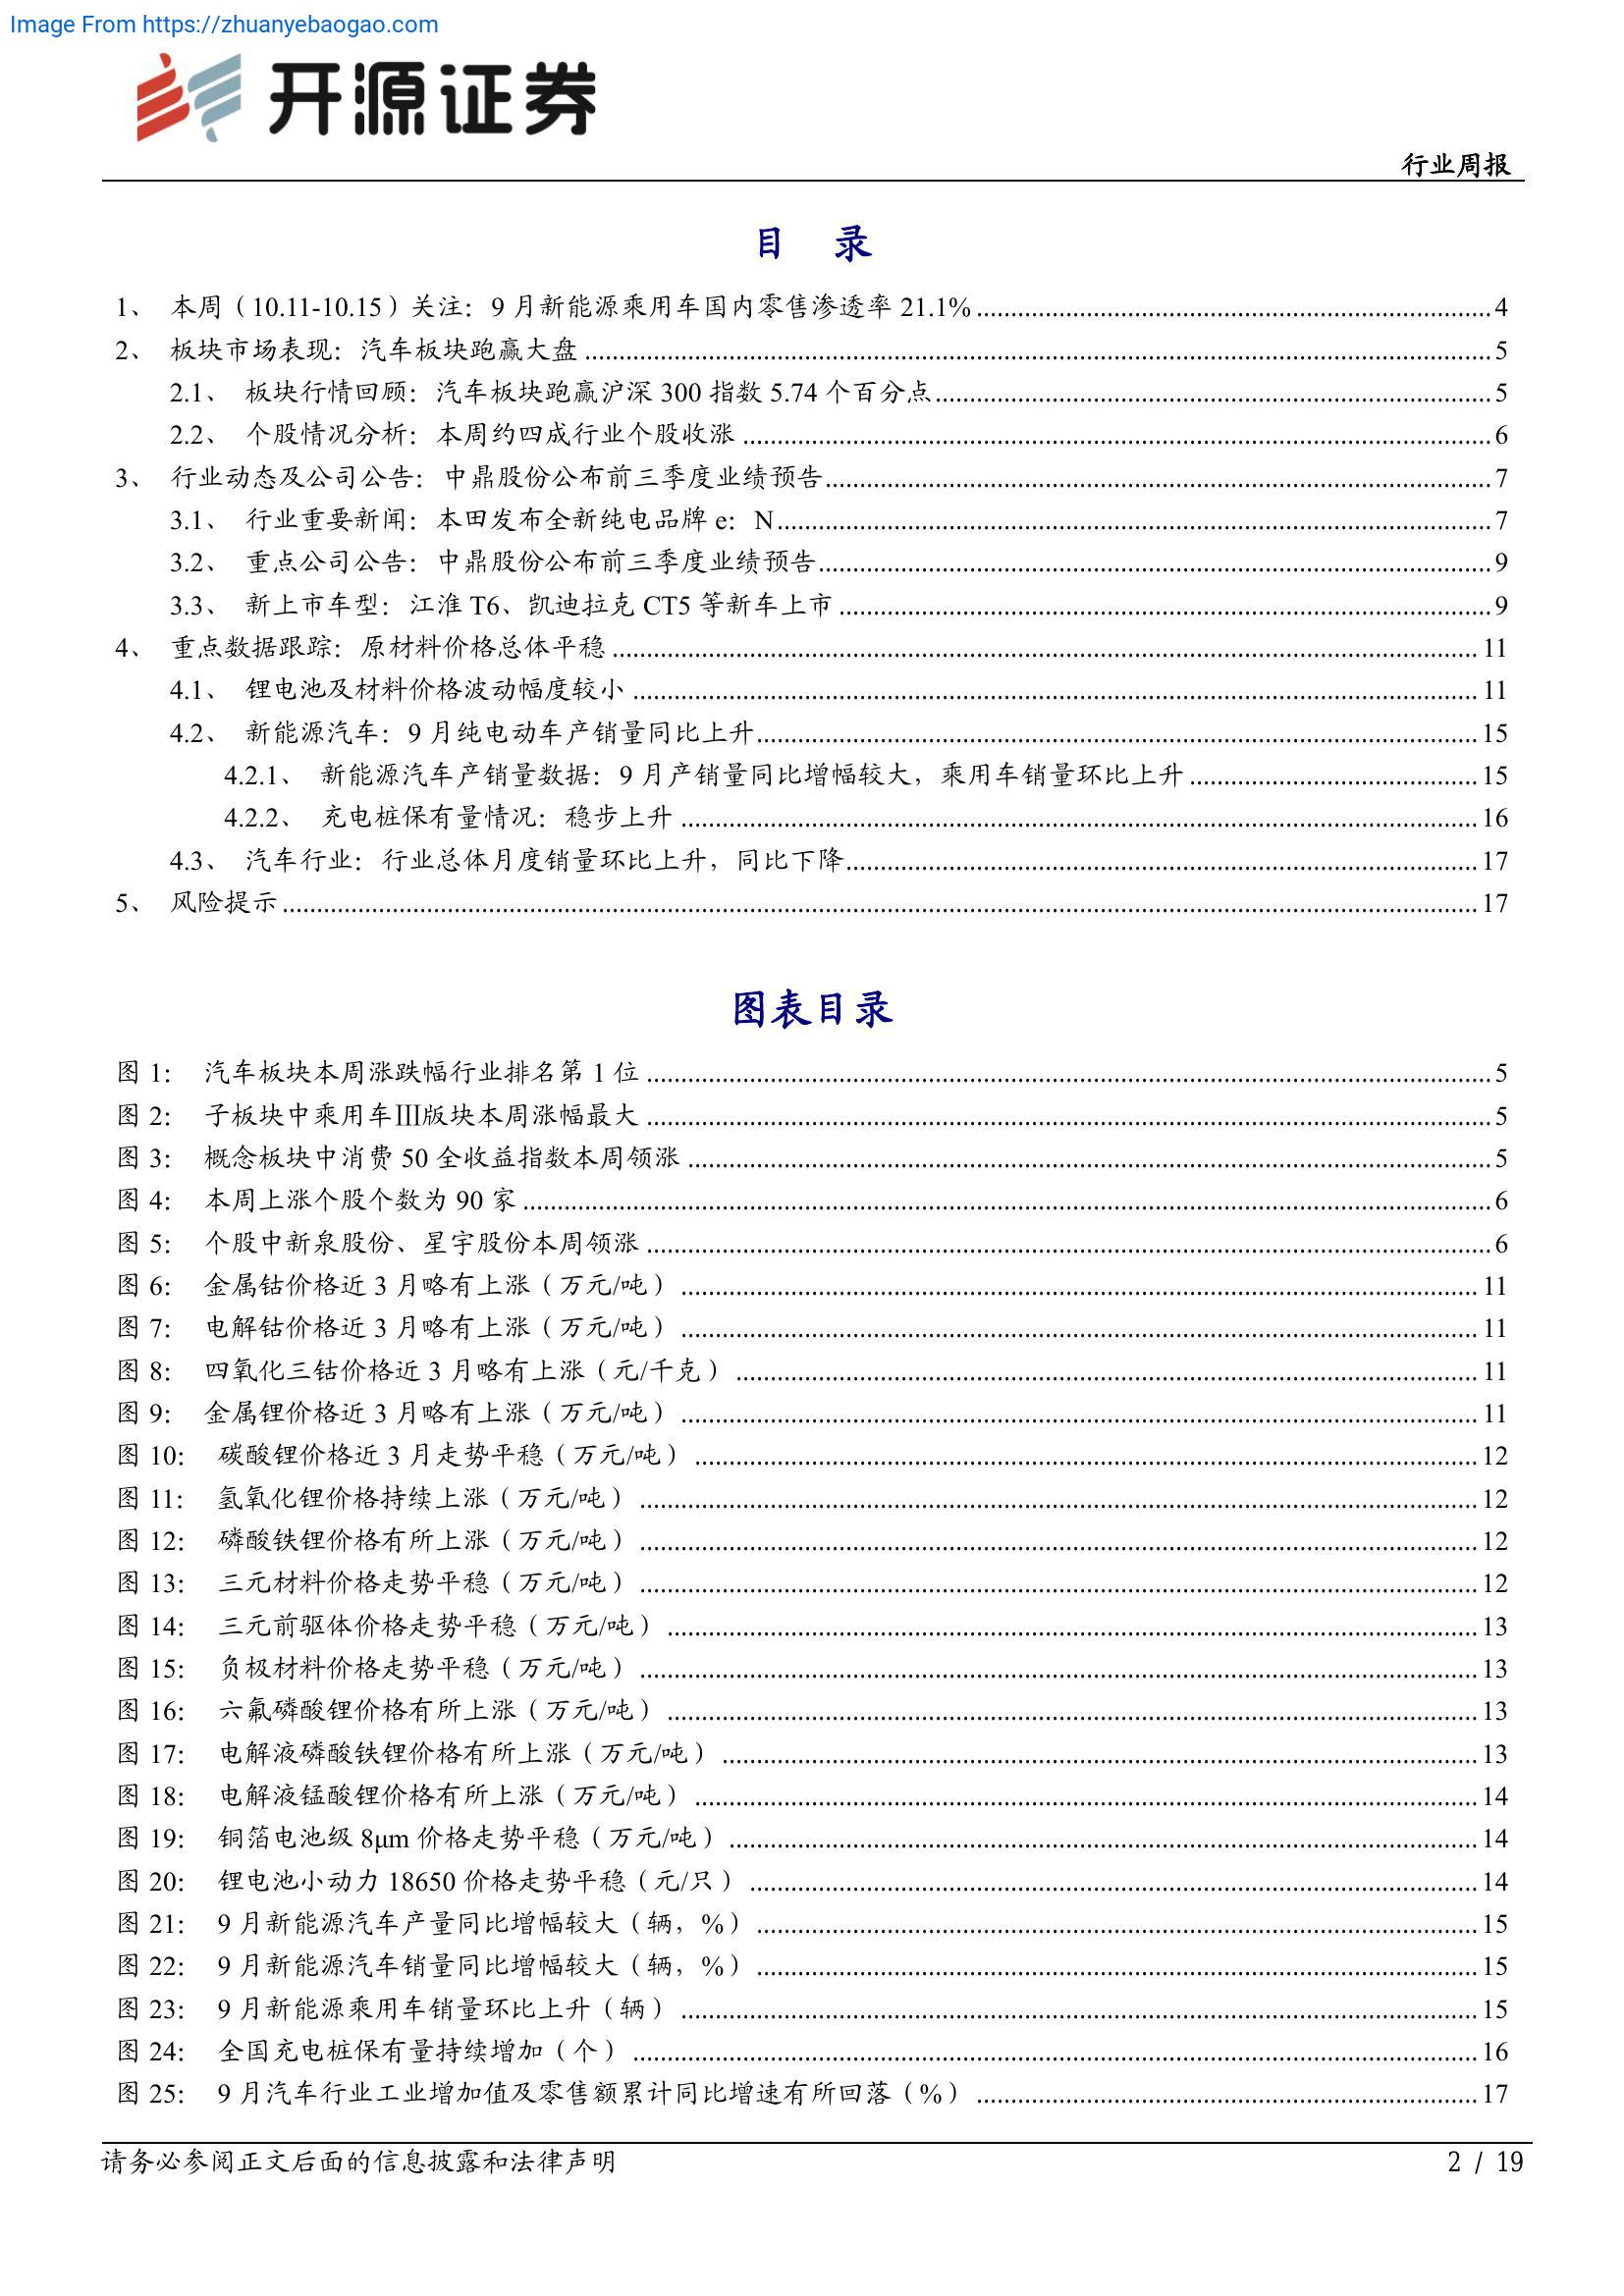 Image From https://zhuanyebaogao.com
开源证券
行业周报
目 录
1、 本周（10.11-10.15）关注：9 月新能源乘用车国内零售渗透率 21.1% 4
2、 板块市场表现：汽车板块跑赢大盘 5
2.1、 板块行情回顾：汽车板块跑赢沪深 300 指数 5.74 个百分点 5
2.2、 个股情况分析：本周约四成行业个股收涨 6
3、 行业动态及公司公告：中鼎股份公布前三季度业绩预告 7
3.1、 行业重要新闻：本田发布全新纯电品牌 e：N 7
3.2、 重点公司公告：中鼎股份公布前三季度业绩预告 9
3.3、 新上市车型：江淮 T6、凯迪拉克 CT5 等新车上市 9
4、 重点数据跟踪：原材料价格总体平稳 11
4.1、 锂电池及材料价格波动幅度较小 11
4.2、 新能源汽车：9 月纯电动车产销量同比上升 15
4.2.1、 新能源汽车产销量数据：9 月产销量同比增幅较大，乘用车销量环比上升 15
4.2.2、 充电桩保有量情况：稳步上升 16
4.3、 汽车行业：行业总体月度销量环比上升，同比下降 17
5、 风险提示 17
图表目录
图 1： 汽车板块本周涨跌幅行业排名第 1 位 5
图 2： 子板块中乘用车Ⅲ版块本周涨幅最大 5
图 3： 概念板块中消费 50 全收益指数本周领涨 5
图 4： 本周上涨个股个数为 90 家 6
图 5： 个股中新泉股份、星宇股份本周领涨 6
图 6： 金属钴价格近 3 月略有上涨（万元/吨） 11
图 7： 电解钴价格近 3 月略有上涨（万元/吨） 11
图 8： 四氧化三钴价格近 3 月略有上涨（元/千克） 11
图 9： 金属锂价格近 3 月略有上涨（万元/吨） 11
图 10： 碳酸锂价格近 3 月走势平稳（万元/吨） 12
图 11： 氢氧化锂价格持续上涨（万元/吨） 12
图 12： 磷酸铁锂价格有所上涨（万元/吨） 12
图 13： 三元材料价格走势平稳（万元/吨） 12
图 14： 三元前驱体价格走势平稳（万元/吨） 13
图 15： 负极材料价格走势平稳（万元/吨） 13
图 16： 六氟磷酸锂价格有所上涨（万元/吨） 13
图 17： 电解液磷酸铁锂价格有所上涨（万元/吨） 13
图 18： 电解液锰酸锂价格有所上涨（万元/吨） 14
图 19： 铜箔电池级 8μm 价格走势平稳（万元/吨） 14
图 20： 锂电池小动力 18650 价格走势平稳（元/只） 14
图 21： 9 月新能源汽车产量同比增幅较大（辆，%） 15
图 22： 9 月新能源汽车销量同比增幅较大（辆，%） 15
图 23： 9 月新能源乘用车销量环比上升（辆） 15
图 24： 全国充电桩保有量持续增加（个） 16
图 25： 9 月汽车行业工业增加值及零售额累计同比增速有所回落（%） 17
请务必参阅正文后面的信息披露和法律声明 2 / 19